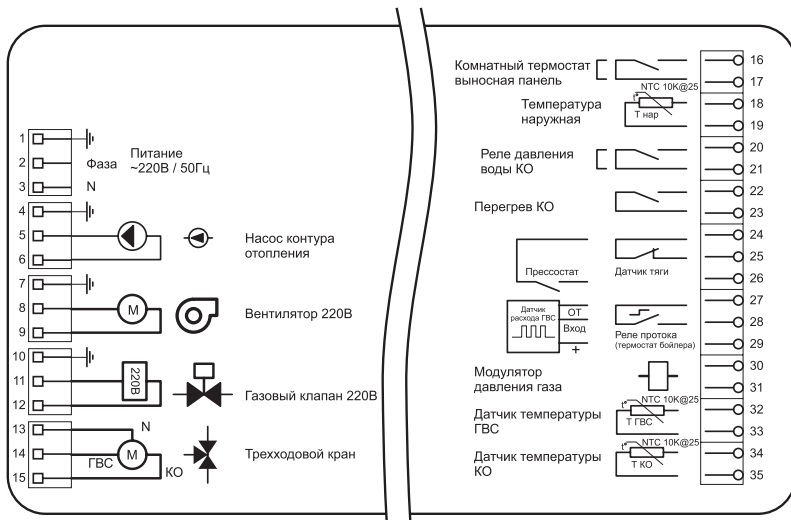 1
2
Фаза
3
N
Питание
~220В / 50Гц
4
5
6
Насос контура
отопления
7
8
M
9
Вентилятор 220В
10
11
220В
12
Газовый клапан 220В
13
N
14
ГВС
M
15
КО
Трехходовой кран
Комнатный термостат
выносная панель
16
17
Температура
наружная
NTC 10K@25
t°
Т нар
18
19
Реле давления
воды КО
20
21
Перегрев КО
22
23
Прессостат
Датчик тяги
24
25
26
Датчик
расхода ГВС
ОТ
Вход
+
Реле протока
(термостат бойлера)
27
28
29
Модулятор
давления газа
30
31
Датчик температуры
ГВС
NTC 10K@25
t°
Т ГВС
32
33
Датчик температуры
КО
NTC 10K@25
t°
Т КО
34
35